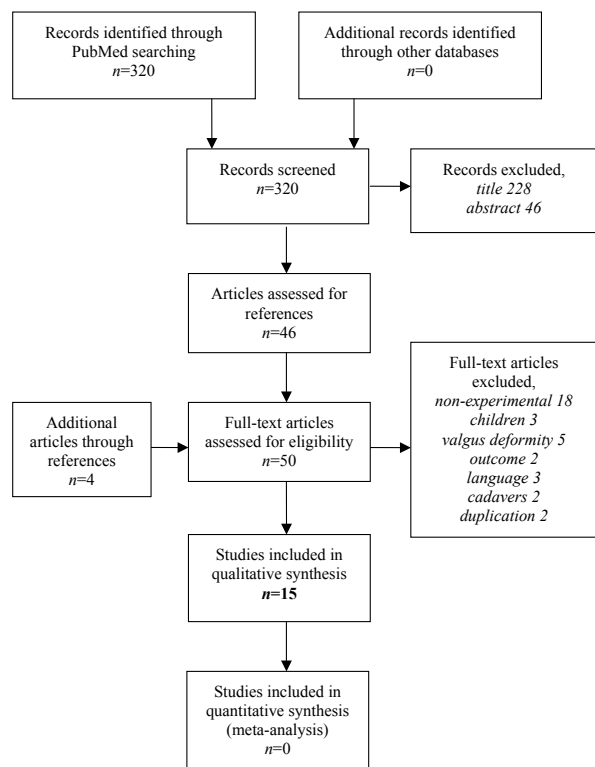 Records identified through
PubMed searching
n=320
Additional records identified
through other databases
n=0
Records screened
n=320
Records excluded,
title 228
abstract 46
Articles assessed for
references
n=46
Additional
articles through
references
n=4
Full-text articles
assessed for eligibility
n=50
Full-text articles
excluded,
non-experimental 18
children 3
valgus deformity 5
outcome 2
language 3
cadavers 2
duplication 2
Studies included in
qualitative synthesis
n=15
Studies included in
quantitative synthesis
(meta-analysis)
n=0